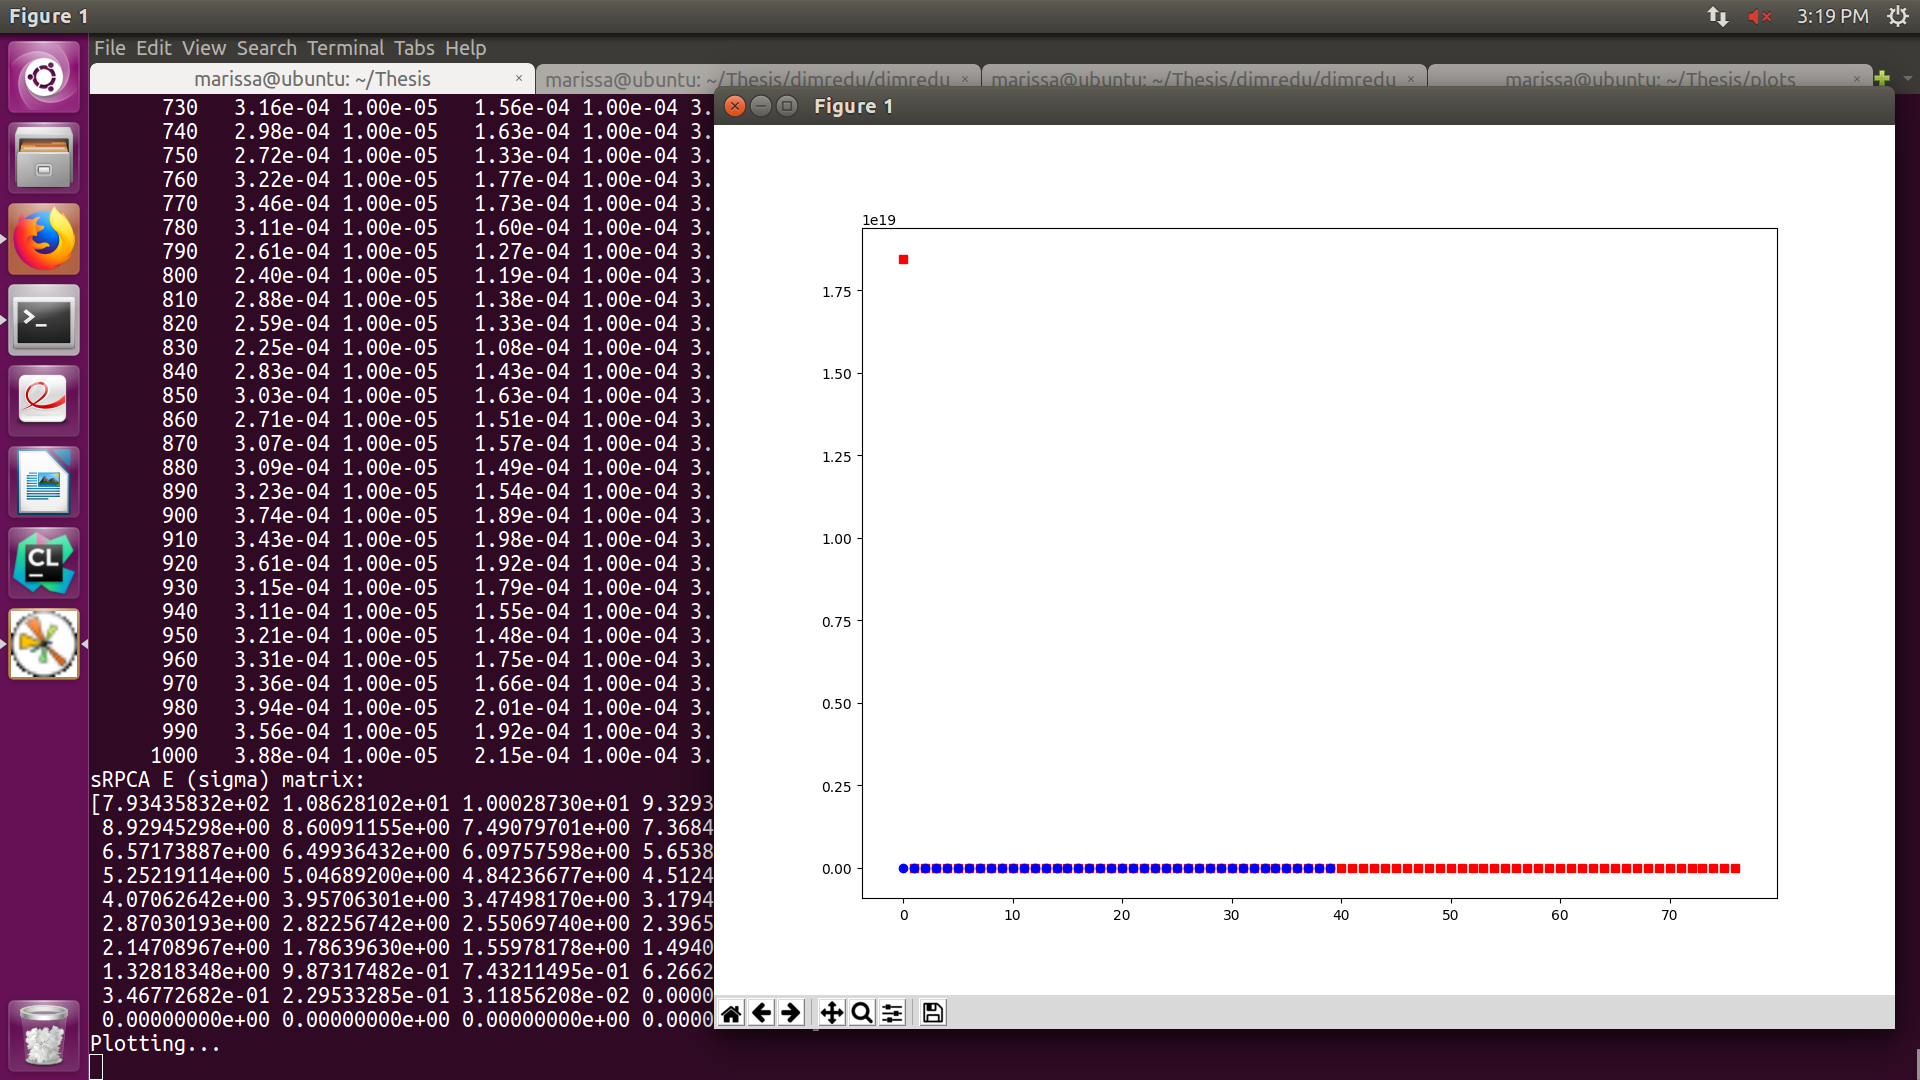 Figure 1
3:19 PM
File Edit View Search Terminal Tabs Help
marissa@ubuntu: ~/Thesis ×
marissa@ubuntu: ~/Thesis/dimredu/dimredu ×
marissa@ubuntu: ~/Thesis/dimredu/dimredu ×
marissa@ubuntu: ~/Thesis/plots ×
730 3.16e-04 1.00e-05 1.56e-04 1.00e-04 3.
740 2.98e-04 1.00e-05 1.63e-04 1.00e-04 3.
750 2.72e-04 1.00e-05 1.33e-04 1.00e-04 3.
760 3.22e-04 1.00e-05 1.77e-04 1.00e-04 3.
770 3.46e-04 1.00e-05 1.73e-04 1.00e-04 3.
780 3.11e-04 1.00e-05 1.60e-04 1.00e-04 3.
790 2.61e-04 1.00e-05 1.27e-04 1.00e-04 3.
800 2.40e-04 1.00e-05 1.19e-04 1.00e-04 3.
810 2.88e-04 1.00e-05 1.38e-04 1.00e-04 3.
820 2.59e-04 1.00e-05 1.33e-04 1.00e-04 3.
830 2.25e-04 1.00e-05 1.08e-04 1.00e-04 3.
840 2.83e-04 1.00e-05 1.43e-04 1.00e-04 3.
850 3.03e-04 1.00e-05 1.63e-04 1.00e-04 3.
860 2.71e-04 1.00e-05 1.51e-04 1.00e-04 3.
870 3.07e-04 1.00e-05 1.57e-04 1.00e-04 3.
880 3.09e-04 1.00e-05 1.49e-04 1.00e-04 3.
890 3.23e-04 1.00e-05 1.54e-04 1.00e-04 3.
900 3.74e-04 1.00e-05 1.89e-04 1.00e-04 3.
910 3.43e-04 1.00e-05 1.98e-04 1.00e-04 3.
920 3.61e-04 1.00e-05 1.92e-04 1.00e-04 3.
930 3.15e-04 1.00e-05 1.79e-04 1.00e-04 3.
940 3.11e-04 1.00e-05 1.55e-04 1.00e-04 3.
950 3.21e-04 1.00e-05 1.48e-04 1.00e-04 3.
960 3.31e-04 1.00e-05 1.75e-04 1.00e-04 3.
970 3.36e-04 1.00e-05 1.66e-04 1.00e-04 3.
980 3.94e-04 1.00e-05 2.01e-04 1.00e-04 3.
990 3.56e-04 1.00e-05 1.92e-04 1.00e-04 3.
1000 3.88e-04 1.00e-05 2.15e-04 1.00e-04 3.
sRPCA E (sigma) matrix:
[7.93435832e+02 1.08628102e+01 1.00028730e+01 9.3293
8.92945298e+00 8.60091155e+00 7.49079701e+00 7.3684
6.57173887e+00 6.49936432e+00 6.09757598e+00 5.6538
5.25219114e+00 5.04689200e+00 4.84236677e+00 4.5124
4.07062642e+00 3.95706301e+00 3.47498170e+00 3.1794
2.87030193e+00 2.82256742e+00 2.55069740e+00 2.3965
2.14708967e+00 1.78639630e+00 1.55978178e+00 1.4940
1.32818348e+00 9.87317482e-01 7.43211495e-01 6.2662
3.46772682e-01 2.29533285e-01 3.11856208e-02 0.0000
0.00000000e+00 0.00000000e+00 0.00000000e+00 0.0000
Plotting...
Figure 1
1e19
1.75
1.50
1.25
1.00
0.75
0.50
0.25
0.00
0 10 20 30 40 50 60 70
CL
>_